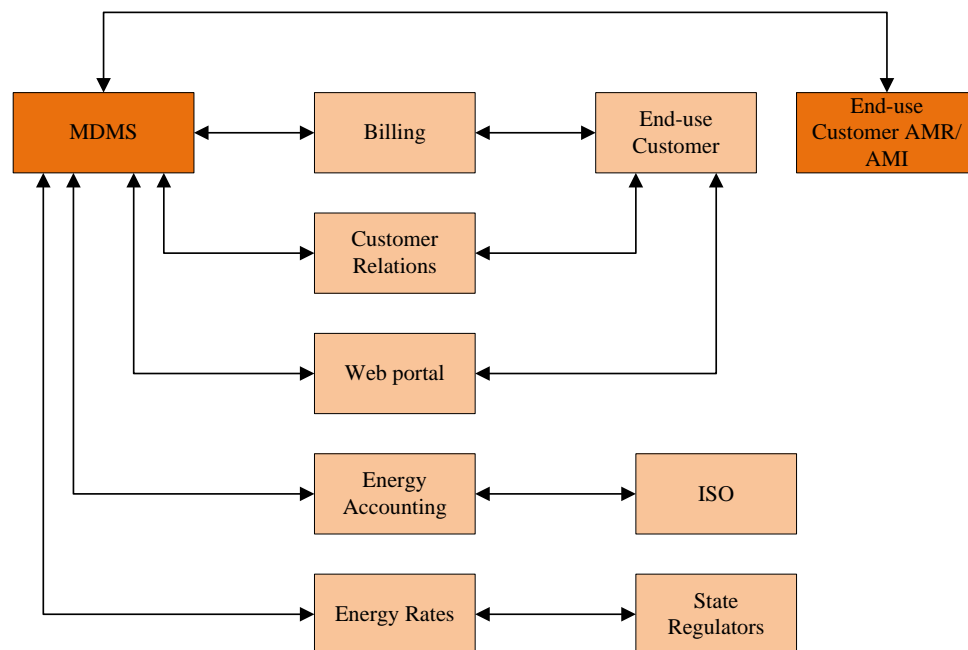 MDMS
Billing
End-use
Customer
End-use
Customer AMR/
AMI
Customer
Relations
Web portal
Energy
Accounting
ISO
Energy Rates
State
Regulators